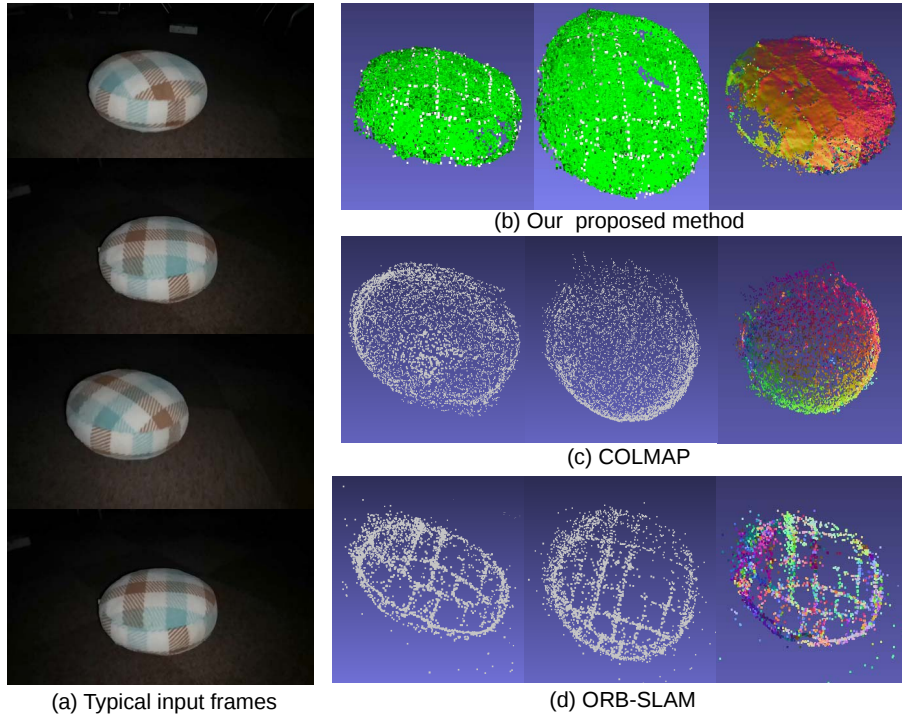 (b) Our proposed method
(c) COLMAP
(a) Typical input frames
(d) ORB-SLAM